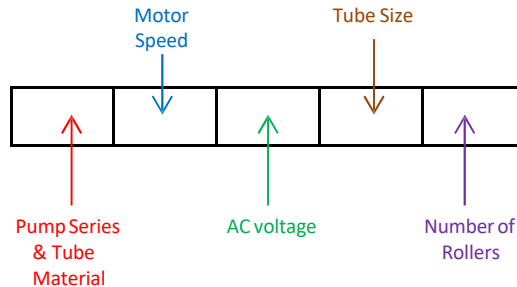 Motor
Speed
Tube Size
Pump Series
& Tube
Material
AC voltage
Number of
Rollers